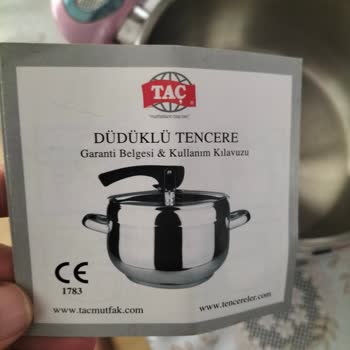 TAÇ
DÜDÜKLÜ TENCERE
Garanti Belgesi & Kullanım Kılavuzu
CE
1783
www.tacmutfak.com
www.tencereler.com